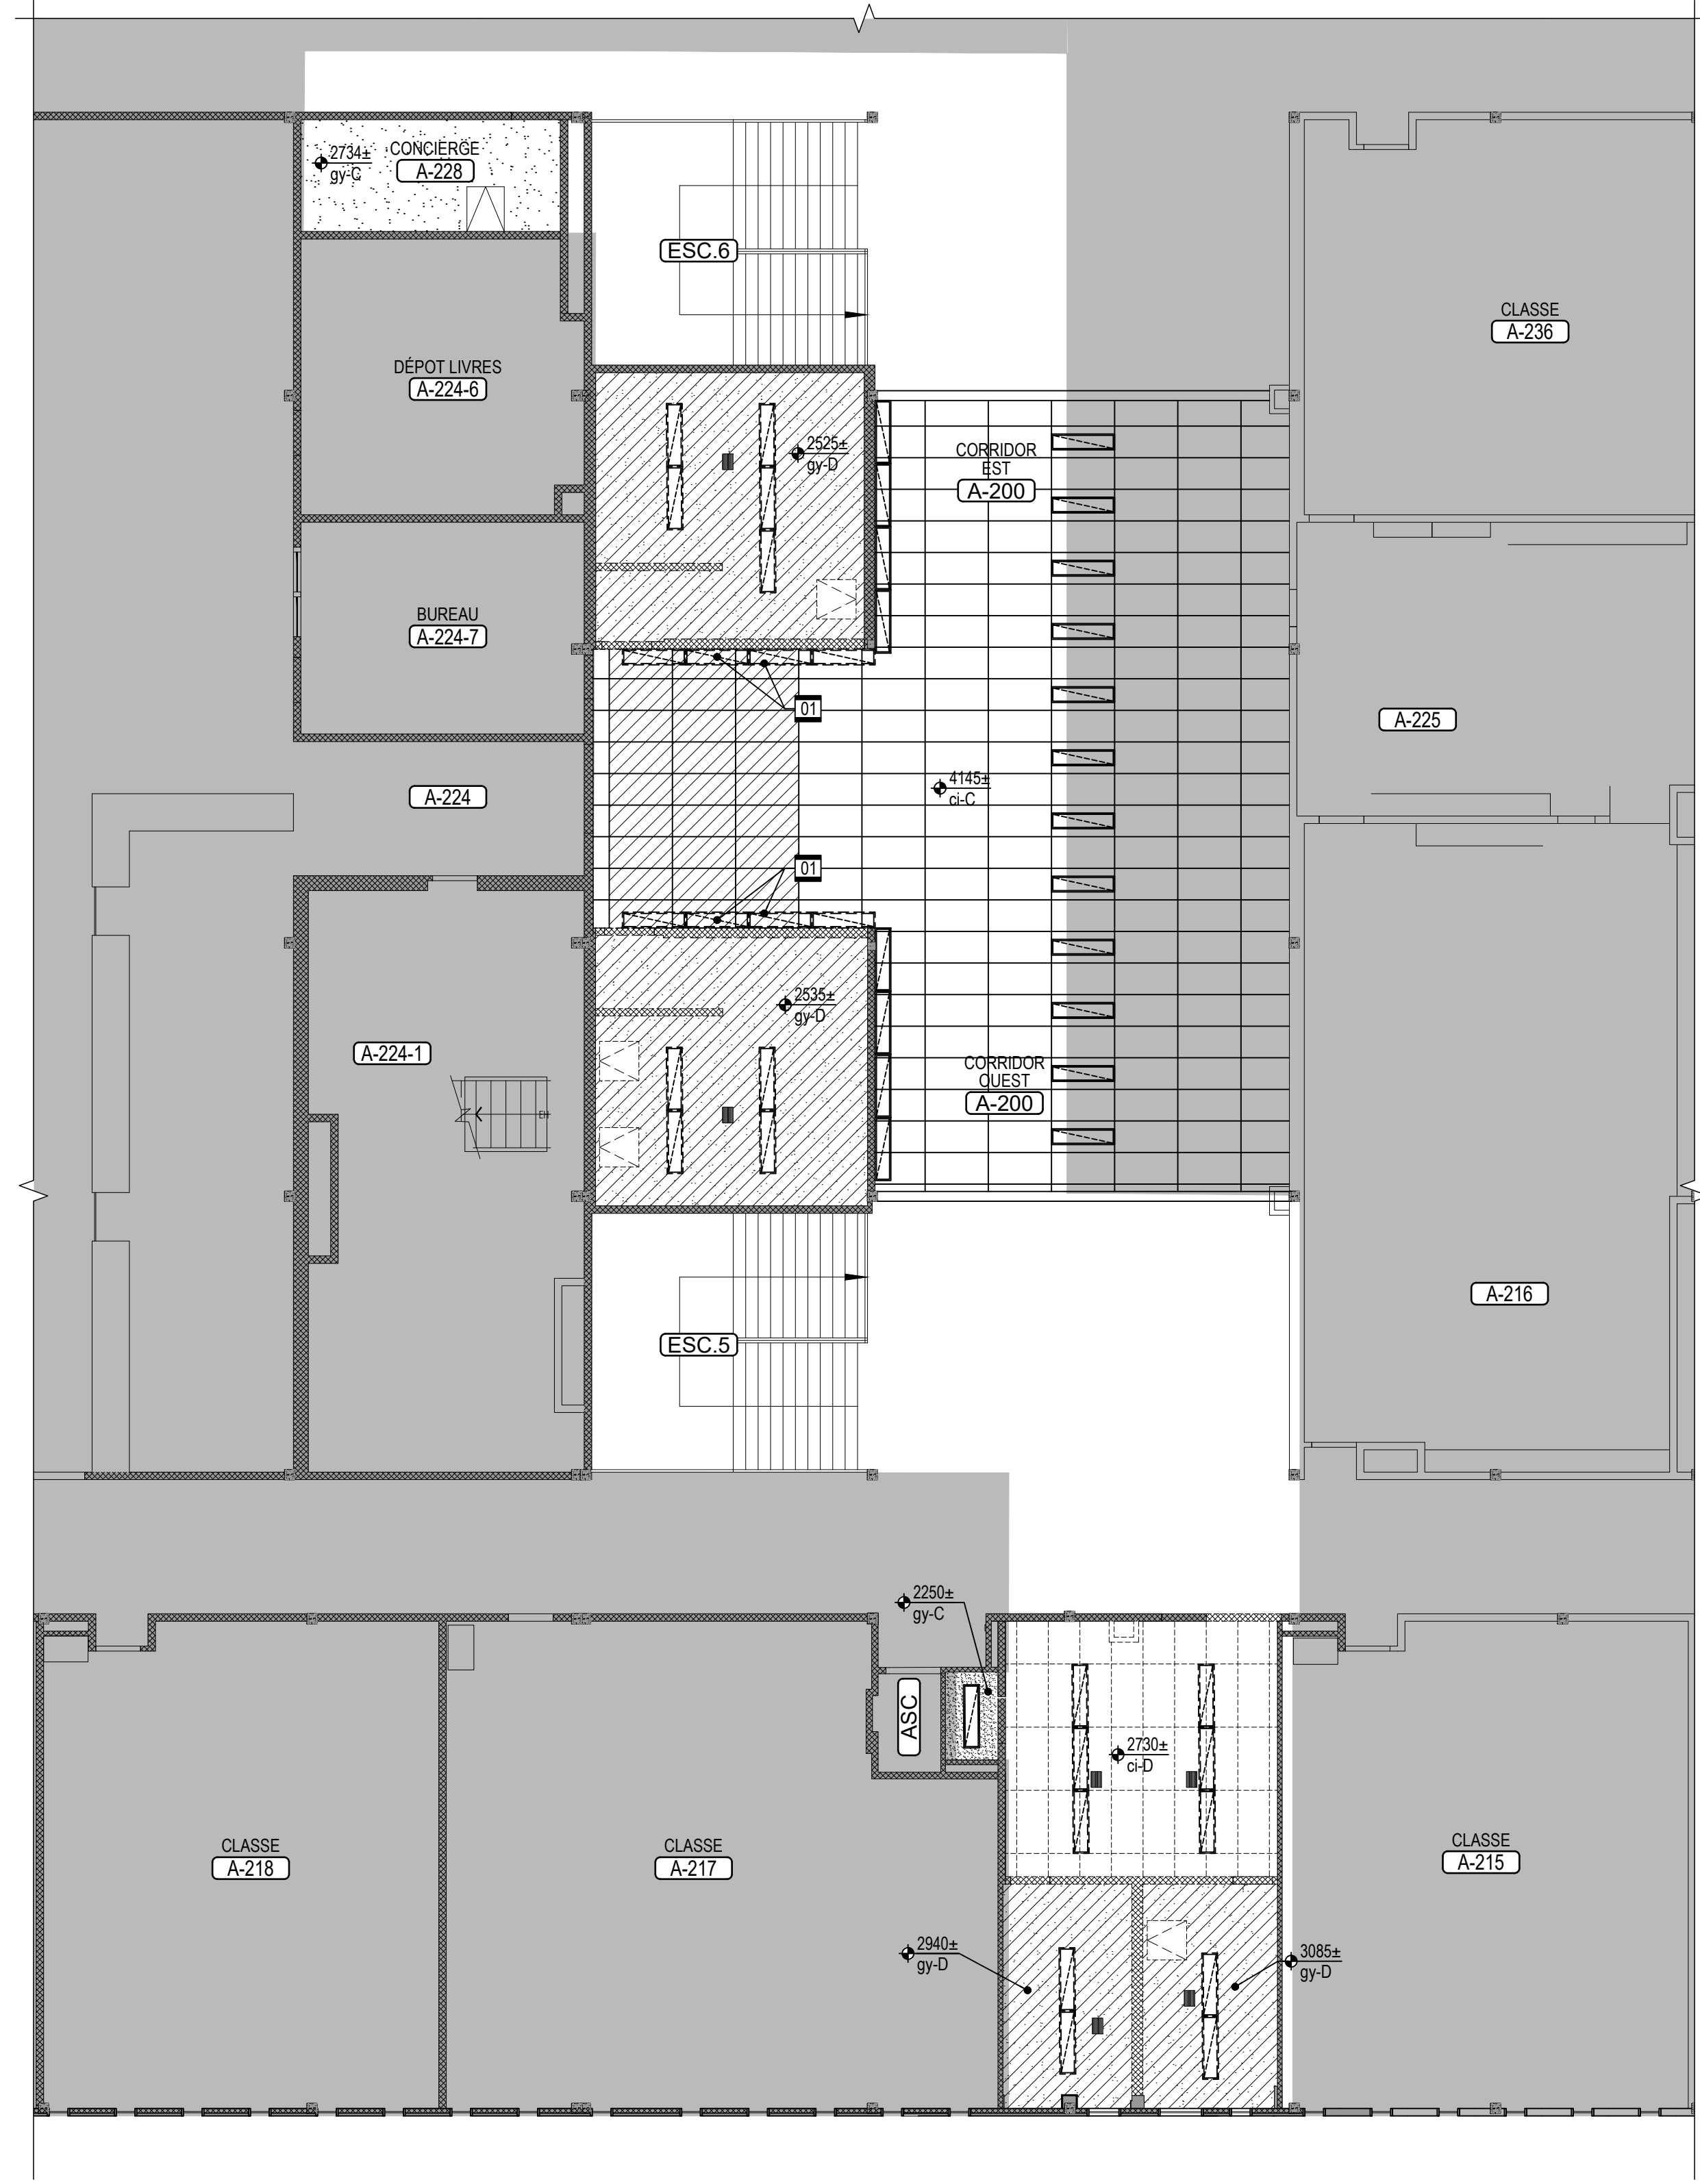 2734±
gy-C
CONCIERGE
A-228
ESC.6
CLASSE
A-236
DÉPOT LIVRES
A-224-6
2525±
gy-D
CORRIDOR
EST
A-200
BUREAU
A-224-7
01
A-225
A-224
4145±
ci-C
01
2535±
gy-D
A-224-1
CORRIDOR
OUEST
A-200
A-216
ESC.5
2250±
gy-C
ASC
2730±
ci-D
CLASSE
A-218
CLASSE
A-217
CLASSE
A-215
2940±
gy-D
3085±
gy-D